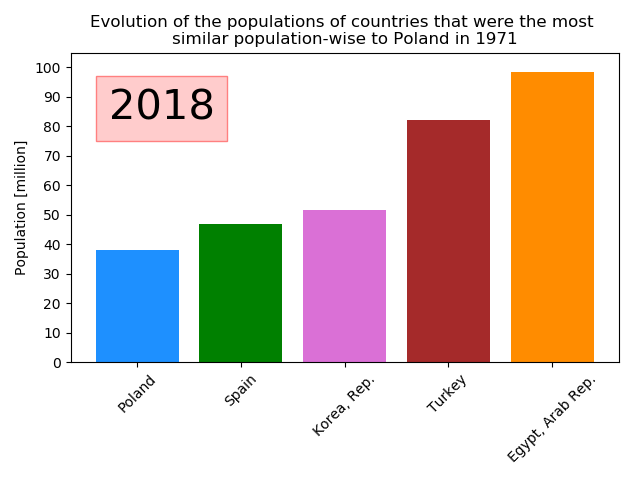 Evolution of the populations of countries that were the most
similar population-wise to Poland in 1971
2018
Population [million]
100
90
80
70
60
50
40
30
20
10
0
Poland
Spain
Korea, Rep.
Turkey
Egypt, Arab Rep.